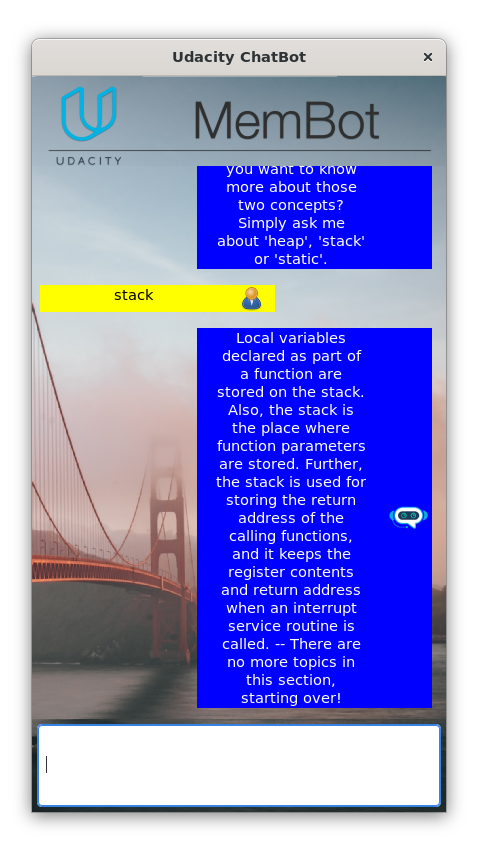 Udacity ChatBot
MemBot
UDACITY
you want to know
more about those
two concepts?
Simply ask me
about 'heap', 'stack'
or 'static'.
stack
Local variables
declared as part of
a function are
stored on the stack.
Also, the stack is
the place where
function parameters
are stored. Further,
the stack is used for
storing the return
address of the
calling functions,
and it keeps the
register contents
and return address
when an interrupt
service routine is
called. -- There are
no more topics in
this section,
starting over!